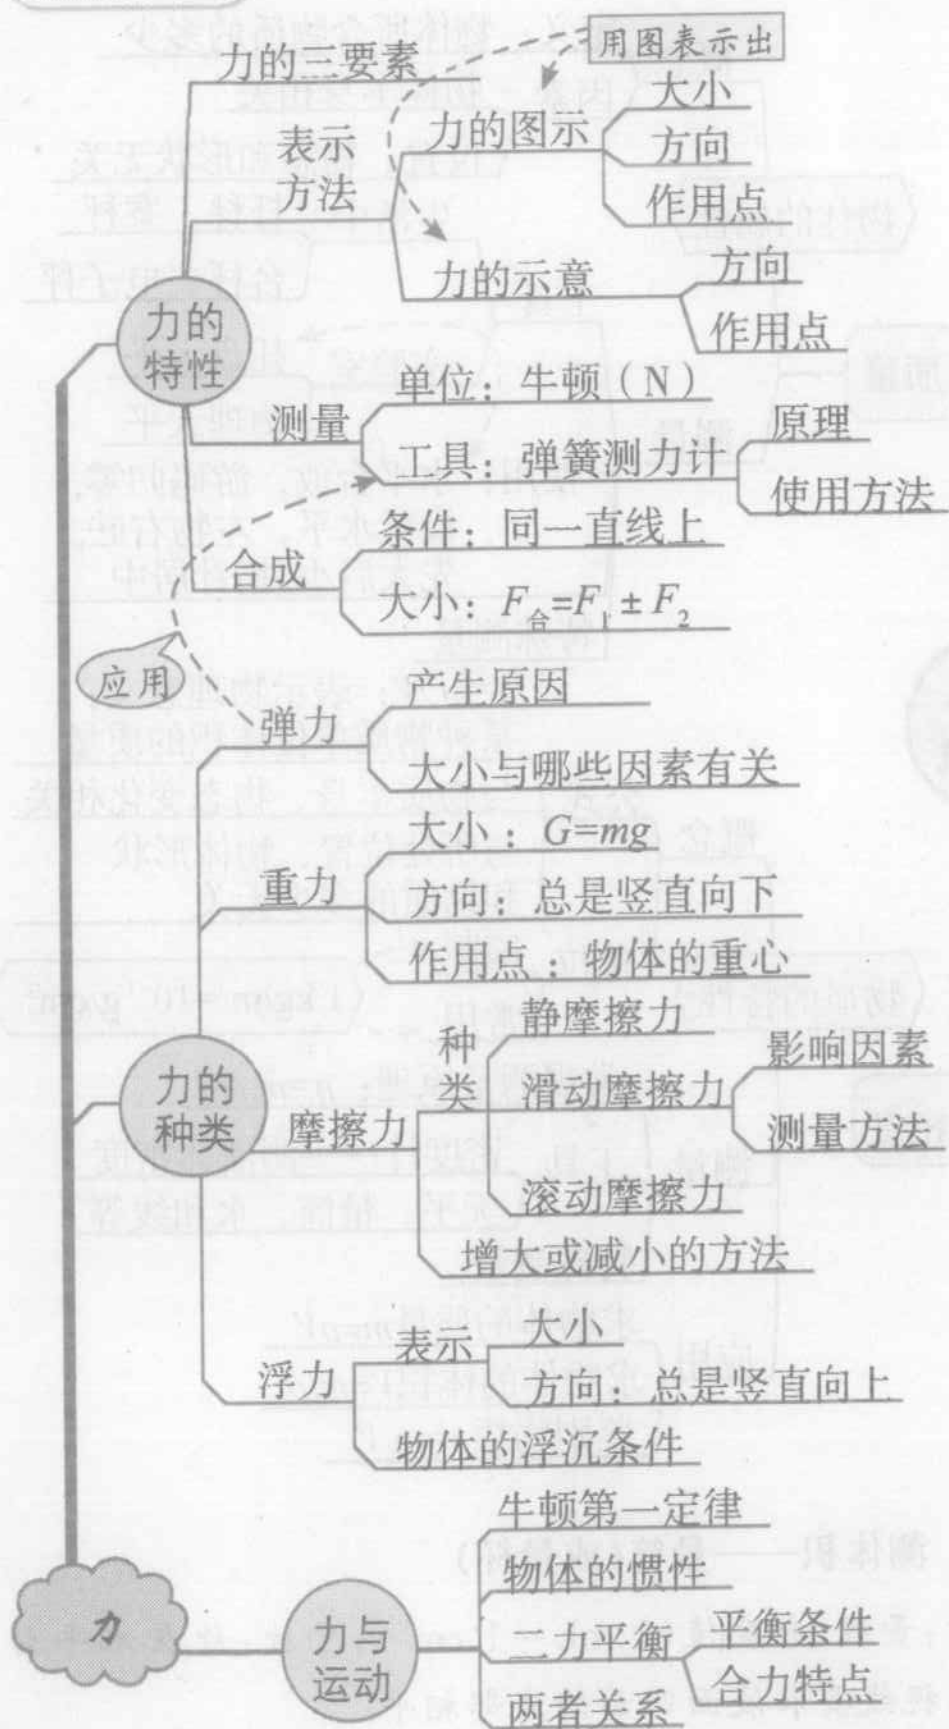 用图表示出
力的三要素
表示
方法
力的图示
大小
方向
作用点
力的示意
方向
作用点
力的
特性
测量
单位：牛顿（N）
工具：弹簧测力计
原理
使用方法
合成
条件：同一直线上
大小：F合=F1±F2
应用
弹力
产生原因
大小与哪些因素有关
重力
大小：G=mg
方向：总是竖直向下
作用点：物体的重心
力的
种类
摩擦力
种
类
静摩擦力
滑动摩擦力
影响因素
测量方法
滚动摩擦力
增大或减小的方法
浮力
表示
大小
方向：总是竖直向上
物体的浮沉条件
力
力与
运动
牛顿第一定律
物体的惯性
二力平衡
平衡条件
合力特点
两者关系